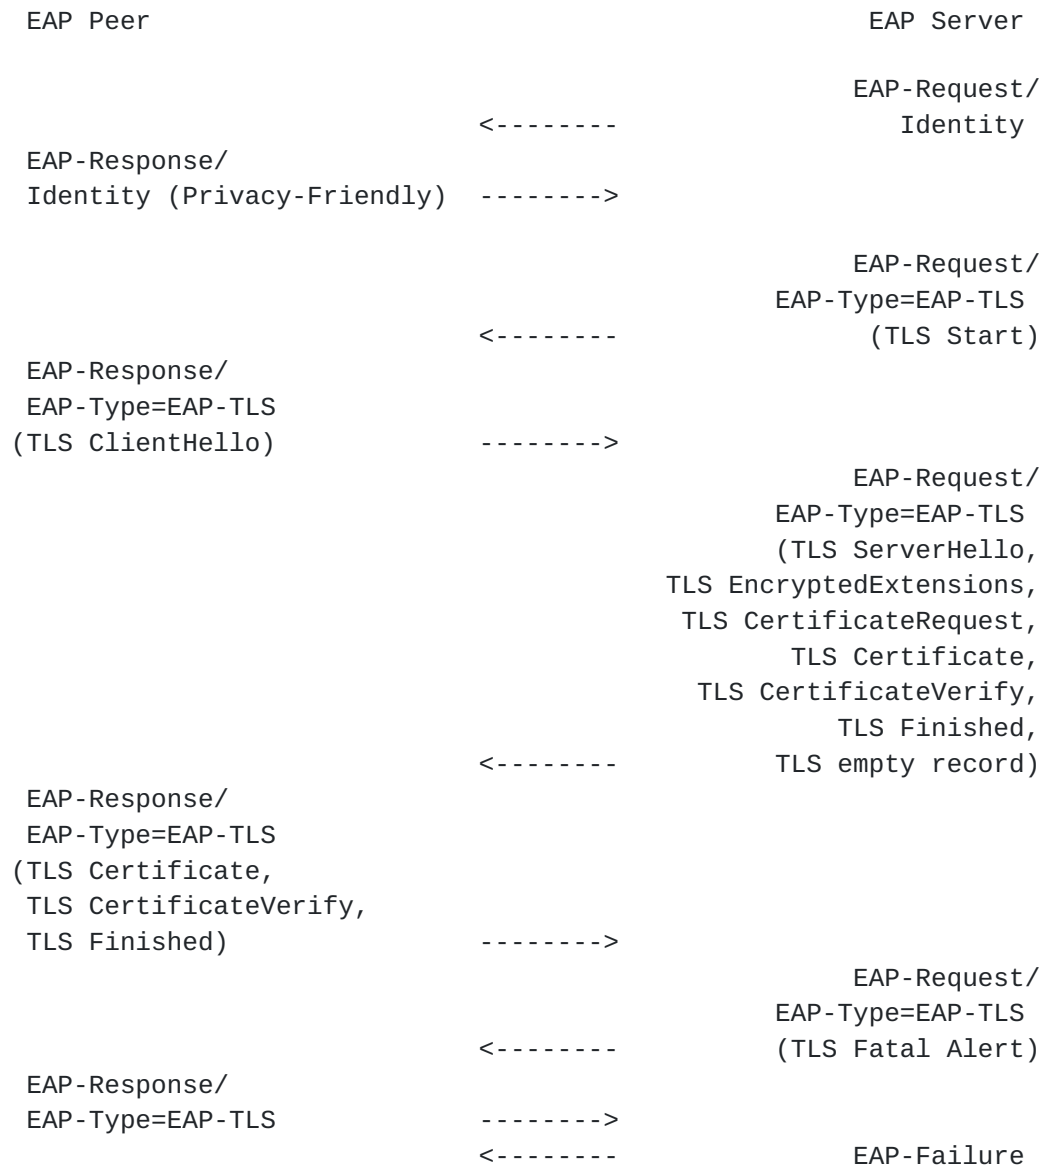 EAP Peer                                              EAP Server

                                                     EAP-Request/
                             <--------                  Identity
EAP-Response/
Identity (Privacy-Friendly)  -------->

                                                     EAP-Request/
                                                EAP-Type=EAP-TLS
                             <--------                (TLS Start)
EAP-Response/
EAP-Type=EAP-TLS
(TLS ClientHello)             -------->
                                                     EAP-Request/
                                                EAP-Type=EAP-TLS
                                                (TLS ServerHello,
                                         TLS EncryptedExtensions,
                                          TLS CertificateRequest,
                                                 TLS Certificate,
                                           TLS CertificateVerify,
                                                    TLS Finished,
                             <--------          TLS empty record)
EAP-Response/
EAP-Type=EAP-TLS
(TLS Certificate,
TLS CertificateVerify,
TLS Finished)                -------->
                                                     EAP-Request/
                                                EAP-Type=EAP-TLS
                             <--------          (TLS Fatal Alert)
EAP-Response/
EAP-Type=EAP-TLS             -------->
                             <--------               EAP-Failure